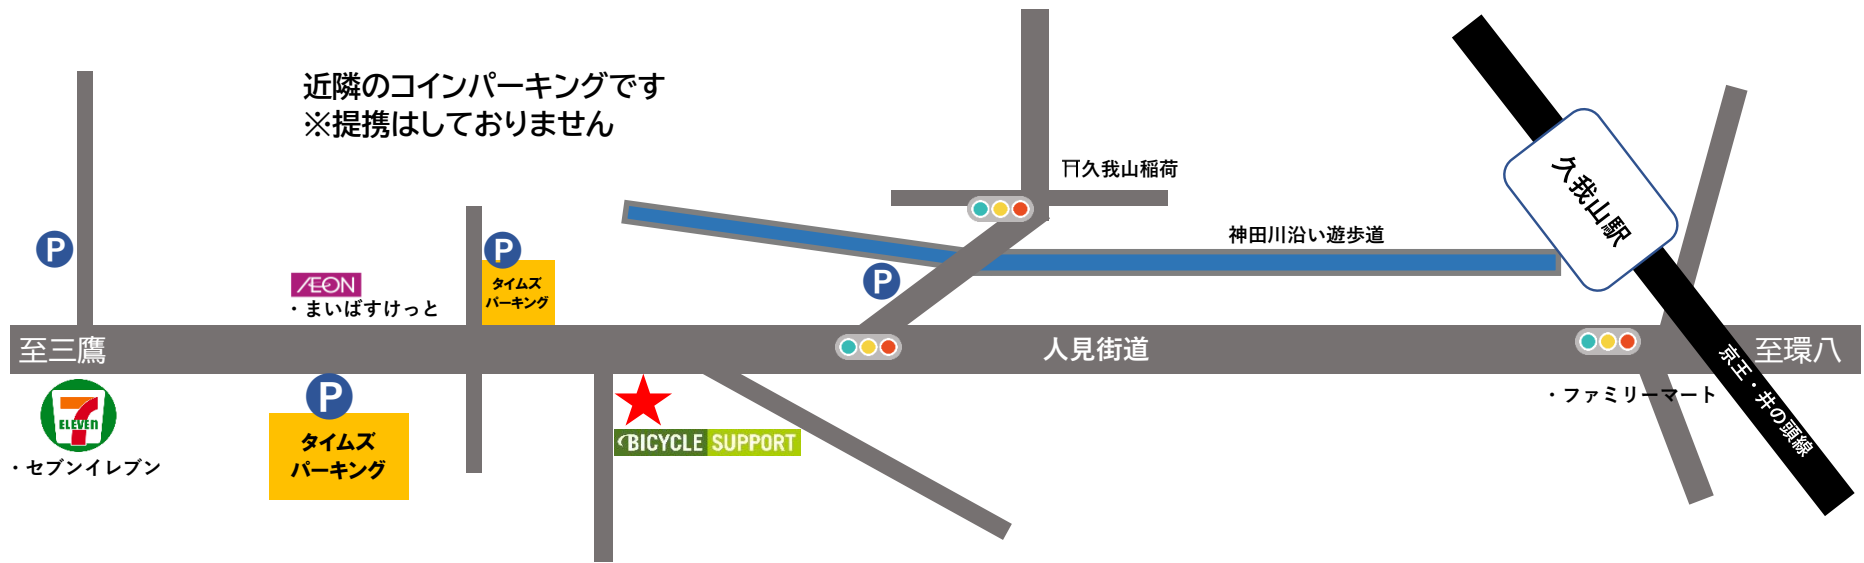 近隣のコインパーキングです
※提携はしておりません
⛩久我山稲荷
久我山駅
神田川沿い遊歩道
P
P
P
ÆON
・まいばすけっと
タイムズ
パーキング
至三鷹
人見街道
至環八
京王・井の頭線
・ファミリーマート
P
7
ELEVEn
・セブンイレブン
タイムズ
パーキング
BICYCLE SUPPORT